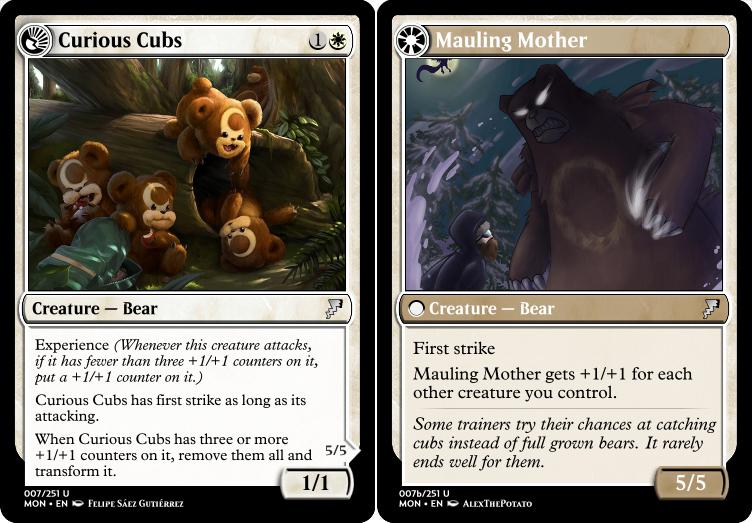 Curious Cubs 1
Creature — Bear
Experience (Whenever this creature attacks,
if it has fewer than three +1/+1 counters on it,
put a +1/+1 counter on it.)
Curious Cubs has first strike as long as its
attacking.
When Curious Cubs has three or more
+1/+1 counters on it, remove them all and
transform it.
5/5
1/1
007/251 U
MON • EN Felipe Sáez Gutiérrez
Mauling Mother
Creature — Bear
First strike
Mauling Mother gets +1/+1 for each
other creature you control.
Some trainers try their chances at catching
cubs instead of full grown bears. It rarely
ends well for them.
5/5
007b/251 U
MON • EN AlexThePotato